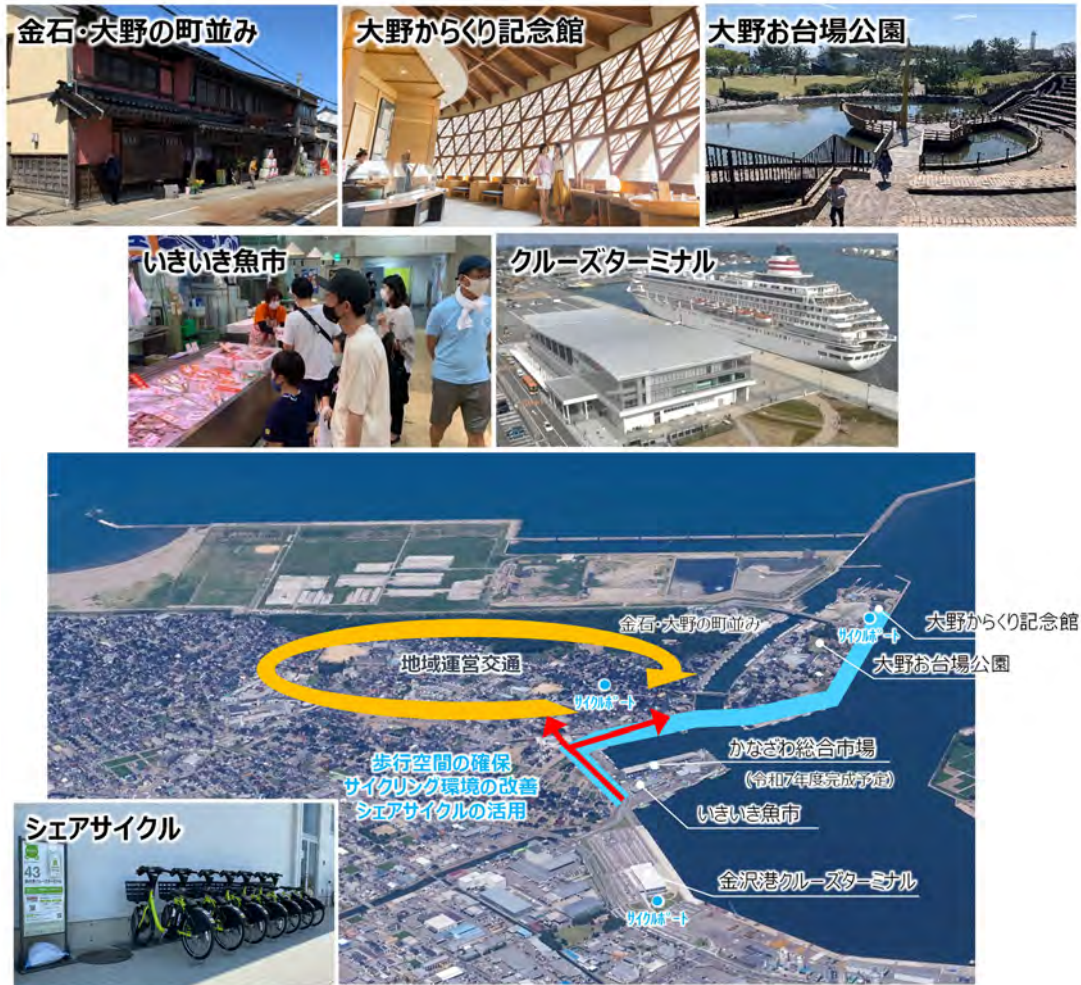 金石・大野の町並み
大野からくり記念館
大野お台場公園
いきいき魚市
クルーズターミナル
金石・大野の町並み
サイクルポート
大野からくり記念館
大野お台場公園
地域運営交通
サイクルポート
かなざわ総合市場
(令和7年度完成予定)
歩行空間の確保
サイクリング環境の改善
シェアサイクルの活用
いきいき魚市
金沢港クルーズターミナル
サイクルポート
シェアサイクル
43